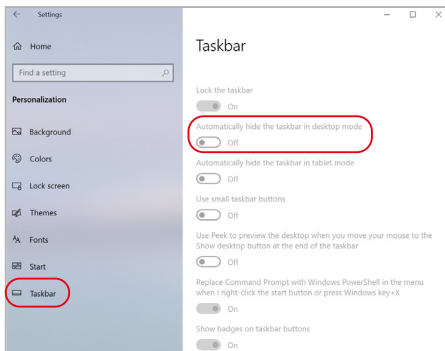 Settings
Home
Find a setting
Personalization
Background
Colors
Lock screen
Themes
Fonts
Start
Taskbar
Taskbar
Lock the taskbar
On
Automatically hide the taskbar in desktop mode
Off
Automatically hide the taskbar in tablet mode
Off
Use small taskbar buttons
Off
Use Peek to preview the desktop when you move your mouse to the
Show desktop button at the end of the taskbar
Off
Replace Command Prompt with Windows PowerShell in the menu
when I right-click the start button or press Windows key+X
On
Show badges on taskbar buttons
On